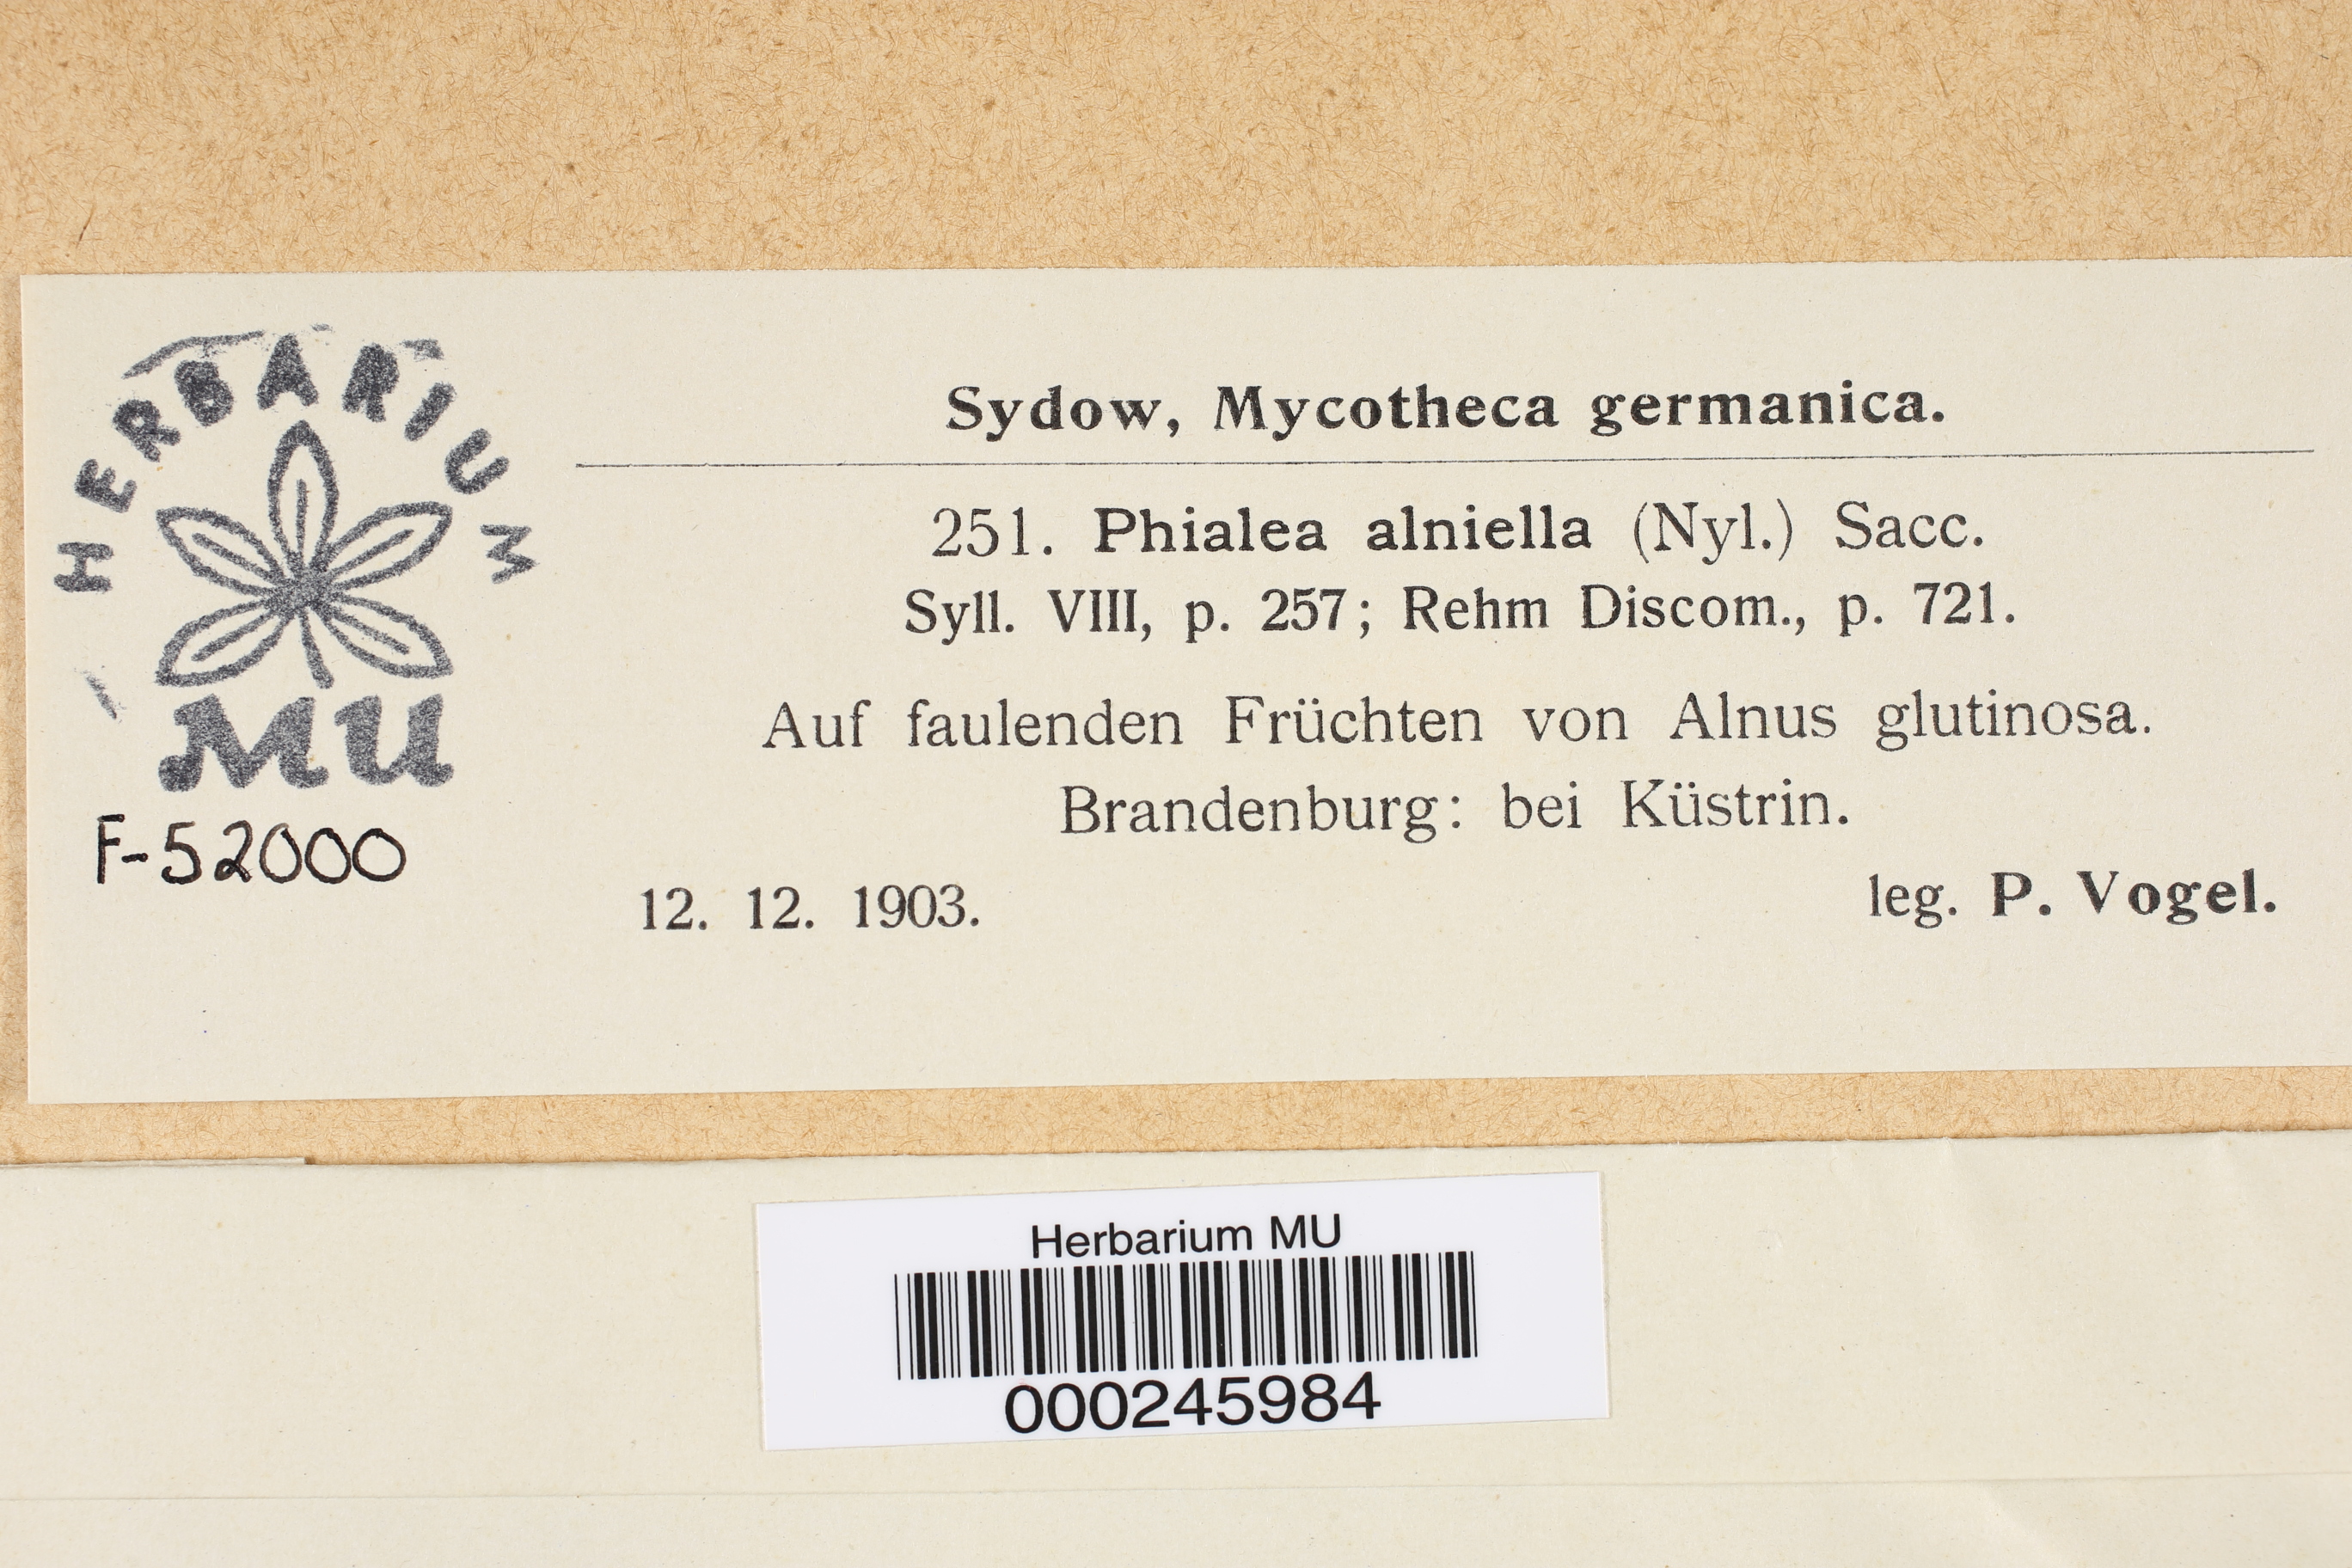 HERBARIUM
MU
F-52000
Sydow, Mycotheca germanica.
251. Phialea alniella (Nyl.) Sacc.
Syll. VIII, p. 257; Rehm Discom., p. 721.
Auf faulenden Früchten von Alnus glutinosa.
Brandenburg: bei Küstrin.
12. 12. 1903. leg. P. Vogel.
Herbarium MU
000245984